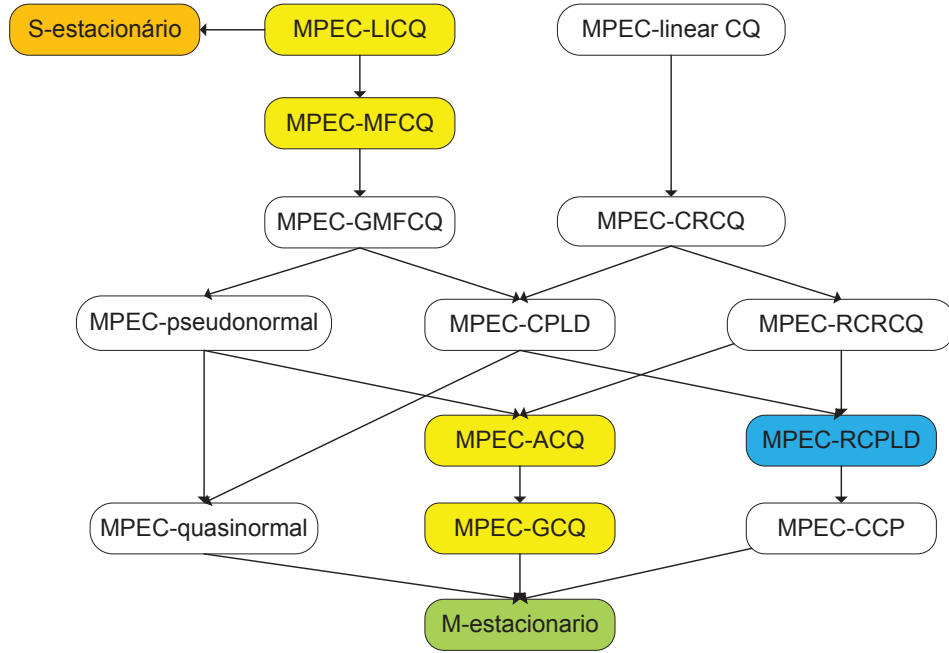 S-estacionário
MPEC-LICQ
MPEC-linear CQ
MPEC-MFCQ
MPEC-GMFCQ
MPEC-CRCQ
MPEC-pseudonormal
MPEC-CPLD
MPEC-RCRCQ
MPEC-ACQ
MPEC-RCPLD
MPEC-quasinormal
MPEC-GCQ
MPEC-CCP
M-estacionario